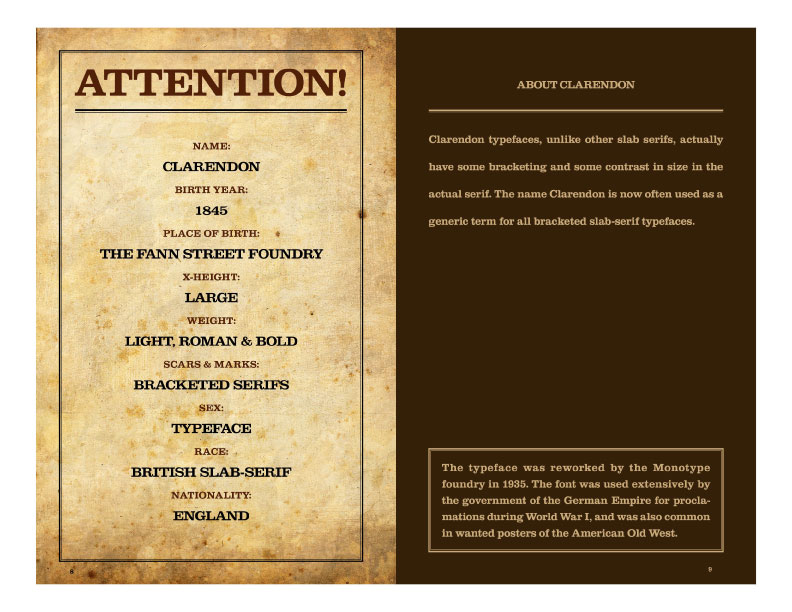 ATTENTION!
NAME:
CLARENDON
BIRTH YEAR:
1845
PLACE OF BIRTH:
THE FANN STREET FOUNDRY
X-HEIGHT:
LARGE
WEIGHT:
LIGHT, ROMAN & BOLD
SCARS & MARKS:
BRACKETED SERIFS
SEX:
TYPEFACE
RACE:
BRITISH SLAB-SERIF
NATIONALITY:
ENGLAND
8
ABOUT CLARENDON
Clarendon typefaces, unlike other slab serifs, actually
have some bracketing and some contrast in size in the
actual serif. The name Clarendon is now often used as a
generic term for all bracketed slab-serif typefaces.
The typeface was reworked by the Monotype
foundry in 1935. The font was used extensively by
the government of the German Empire for procla-
mations during World War I, and was also common
in wanted posters of the American Old West.
9